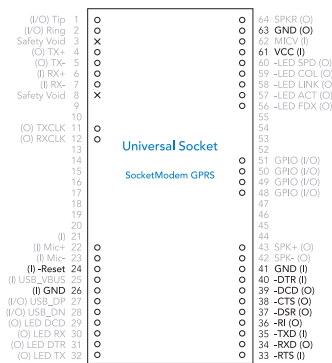 (I/O) Tip 1
(I/O) Ring 2
Safety Void 3
(O) TX+ 4
(O) TX- 5
(I) RX+ 6
(I) RX- 7
Safety Void 8
9
10
(O) TXCLK 11
(O) RXCLK 12
13
14
15
16
17
18
19
20
(I) 21
(I) Mic+ 22
(I) Mic- 23
(I) -Reset 24
(I) USB_VBUS 25
(I) GND 26
(I/O) USB_DP 27
(I/O) USB_DN 28
(O) LED DCD 29
(O) LED RX 30
(O) LED DTR 31
(O) LED TX 32
Universal Socket
SocketModem GPRS
64 SPKR (O)
63 GND (O)
62 MICV (I)
61 VCC (I)
60 -LED SPD (O)
59 -LED COL (O)
58 -LED LINK (O)
57 -LED ACT (O)
56 -LED FDX (O)
55
54
53
52
51 GPIO (I/O)
50 GPIO (I/O)
49 GPIO (I/O)
48 GPIO (I/O)
47
46
45
44
43 SPK+ (O)
42 SPK- (O)
41 GND (I)
40 -DTR (I)
39 -DCD (O)
38 -CTS (O)
37 -DSR (O)
36 -RI (O)
35 -TXD (I)
34 -RXD (O)
33 -RTS (I)